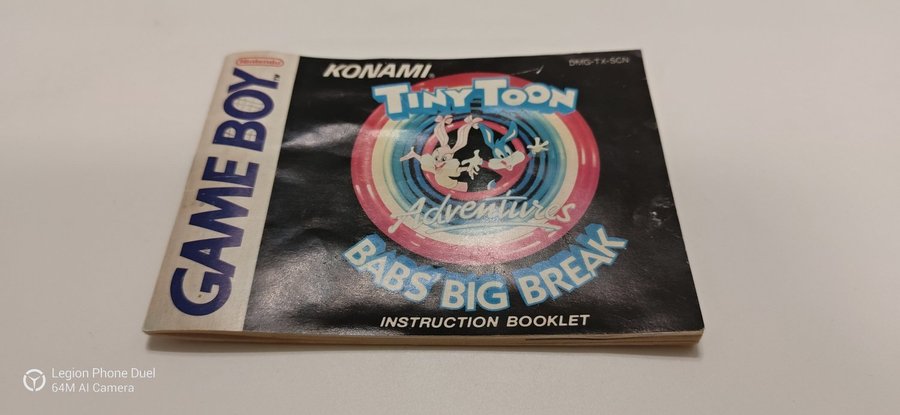 Nintendo
GAME BOY
TM
KONAMI®
DMG-TX-SCN
TINY TOON
Adventures
BABS' BIG BREAK
INSTRUCTION BOOKLET
Legion Phone Duel
64M AI Camera